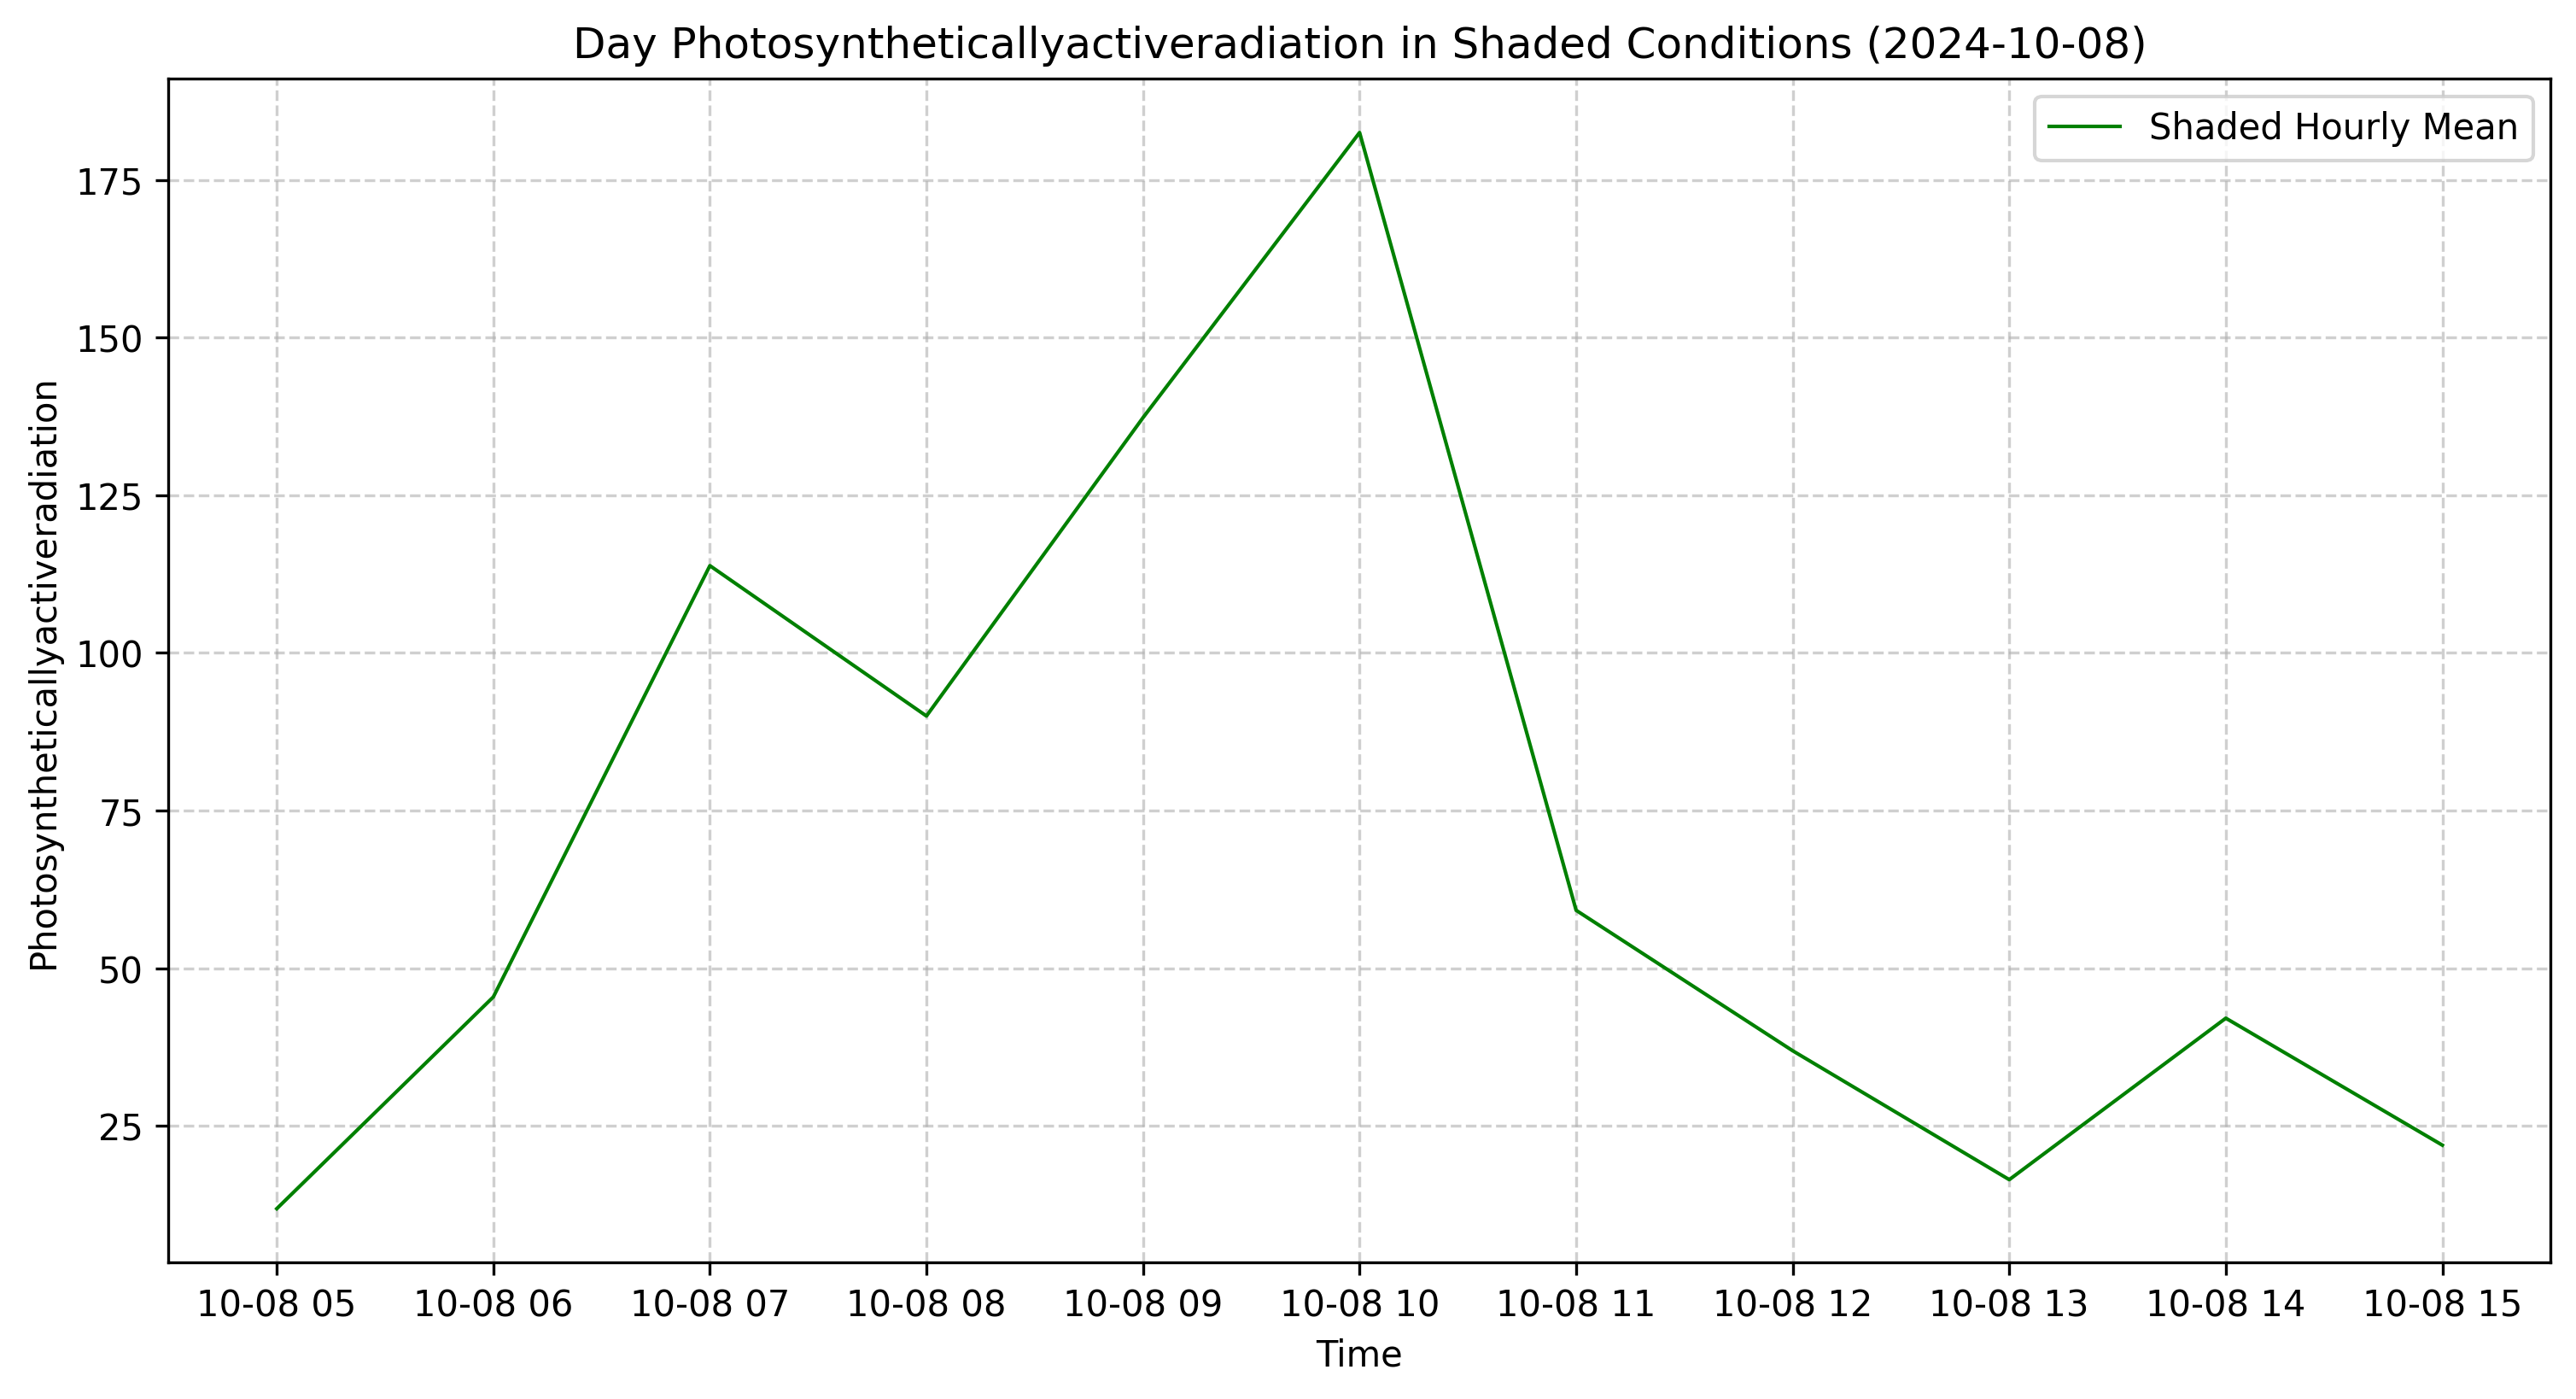 Day Photosyntheticallyactiveradiation in Shaded Conditions (2024-10-08)
Shaded Hourly Mean
Photosyntheticallyactiveradiation
175
150
125
100
75
50
25
10-08 05 10-08 06 10-08 07 10-08 08 10-08 09 10-08 10 10-08 11 10-08 12 10-08 13 10-08 14 10-08 15
Time